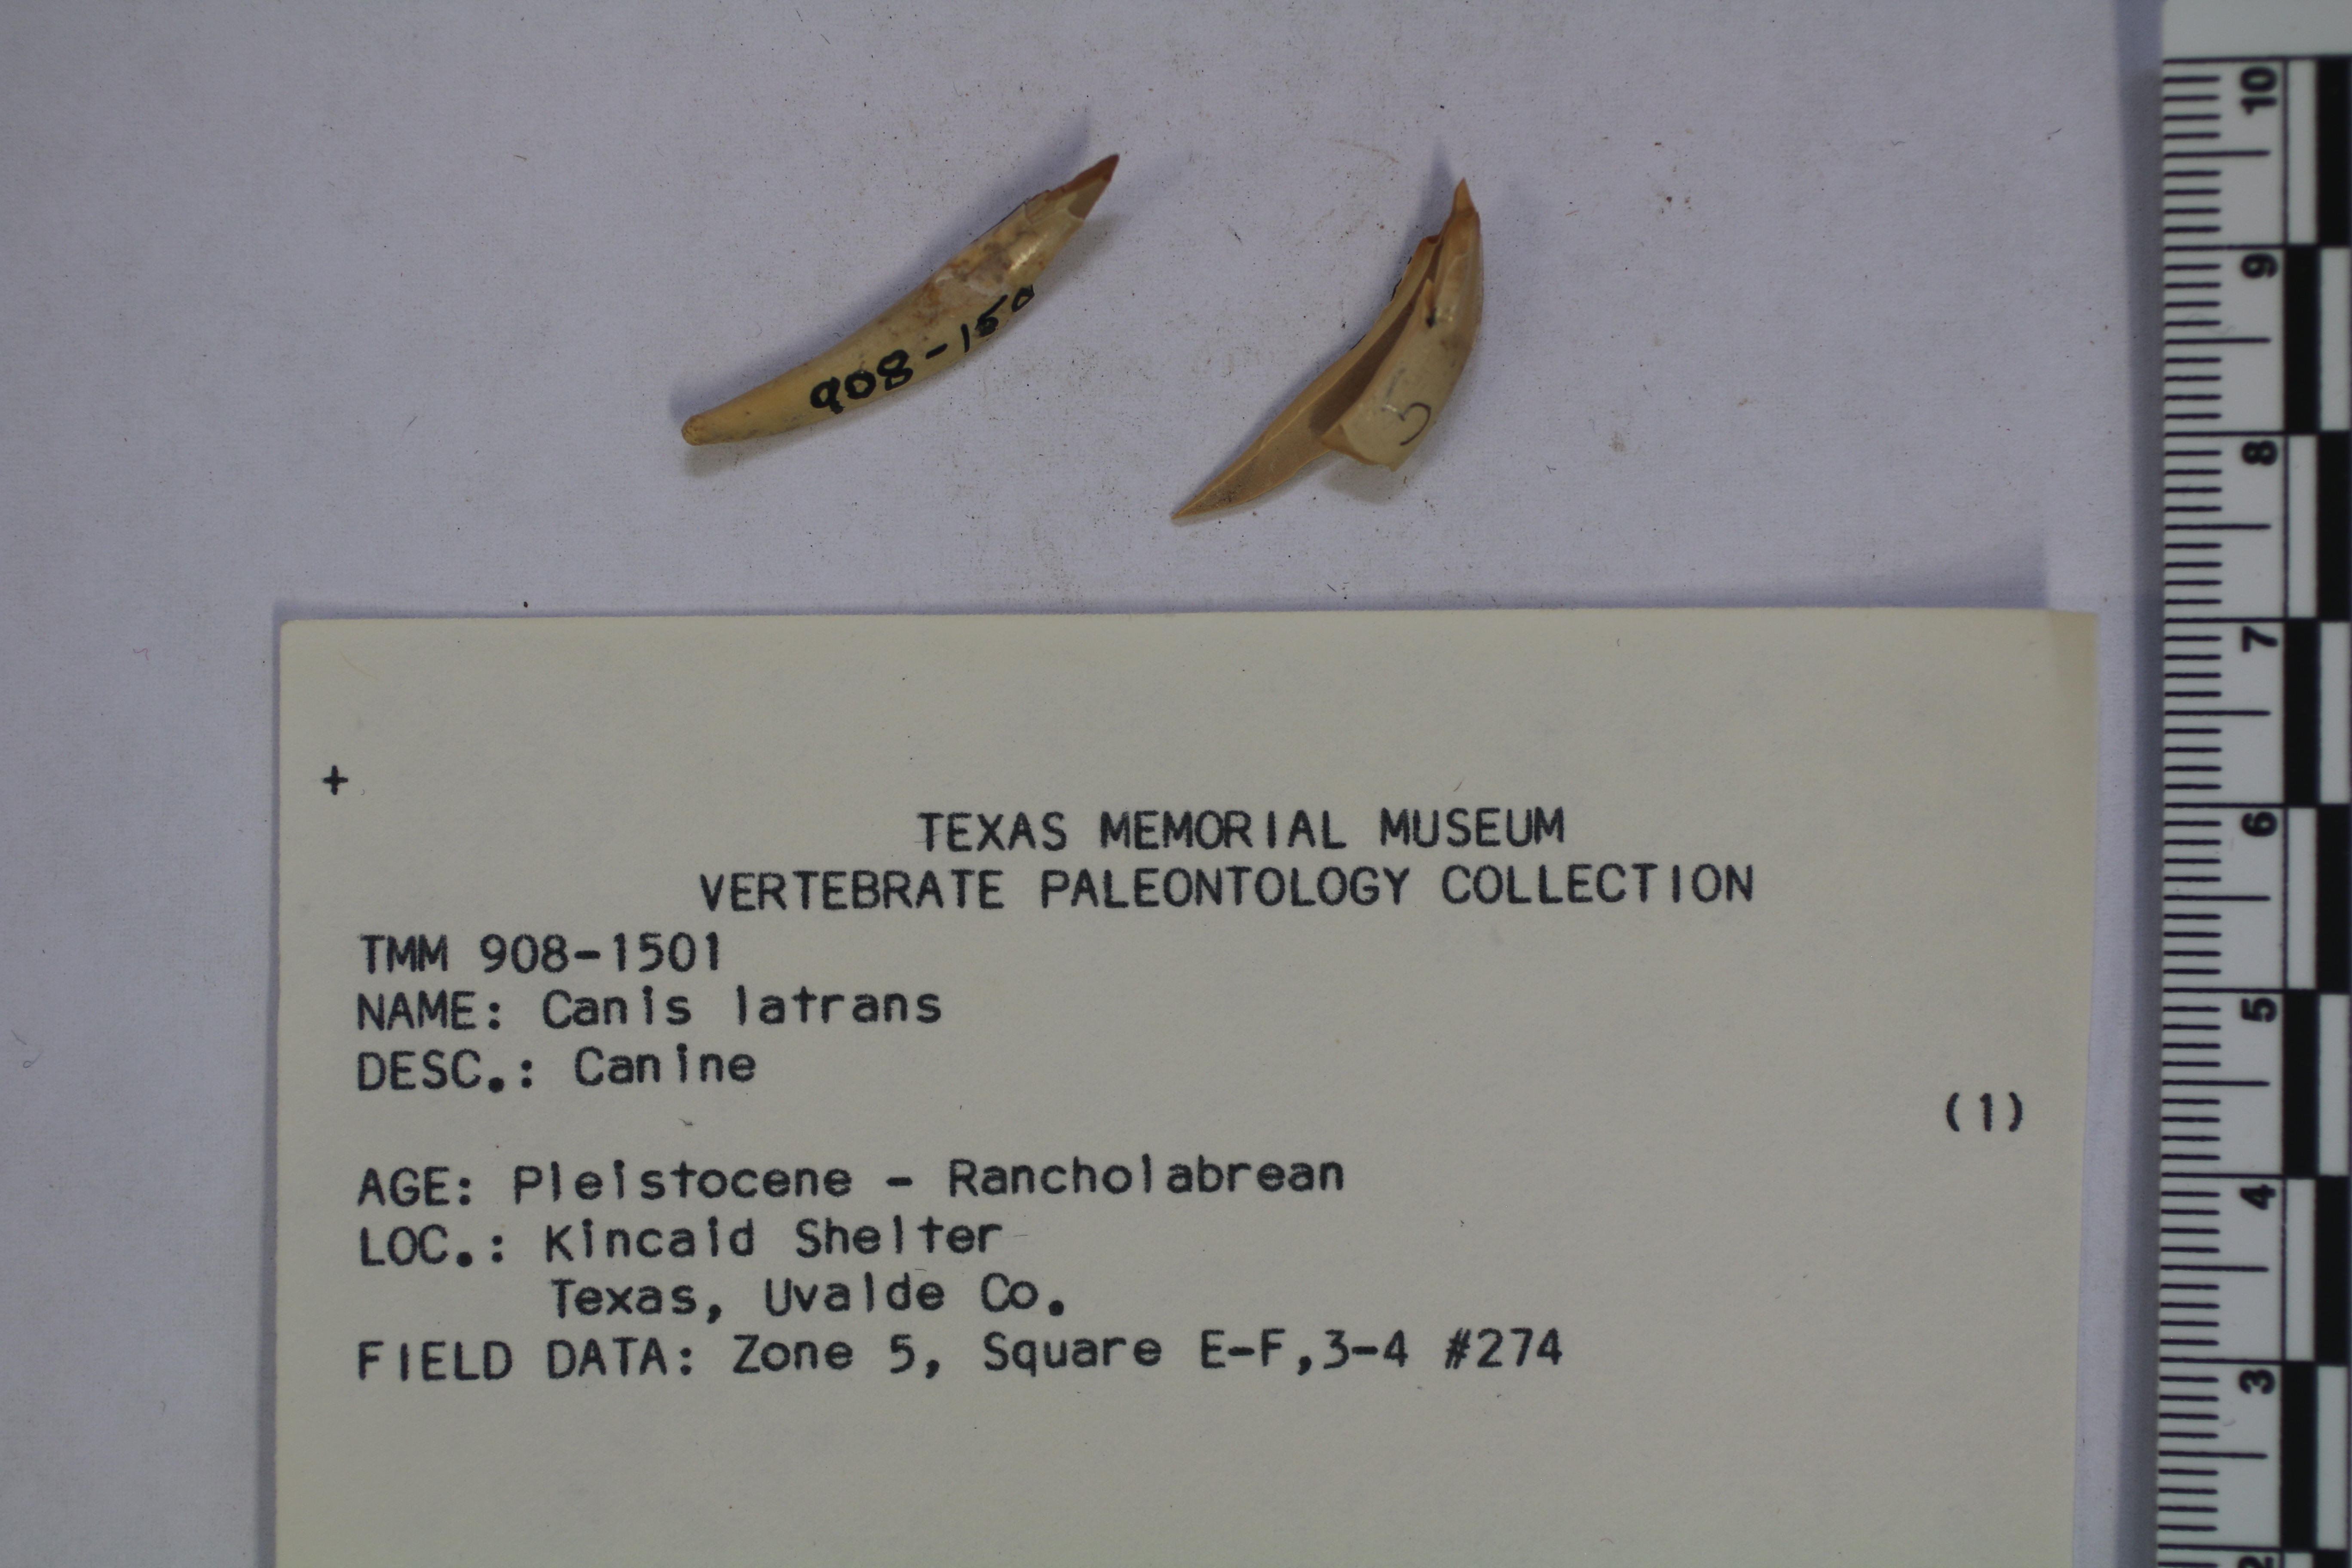 908-150
5
+
TEXAS MEMORIAL MUSEUM
VERTEBRATE PALEONTOLOGY COLLECTION
TMM 908-1501
NAME: Canis latrans
DESC.: Canine
(1)
AGE: Pleistocene - Rancholabrean
LOC.: Kincaid Shelter
Texas, Uvalde Co.
FIELD DATA: Zone 5, Square E-F,3-4 #274
10
9
8
7
6
5
4
3
2